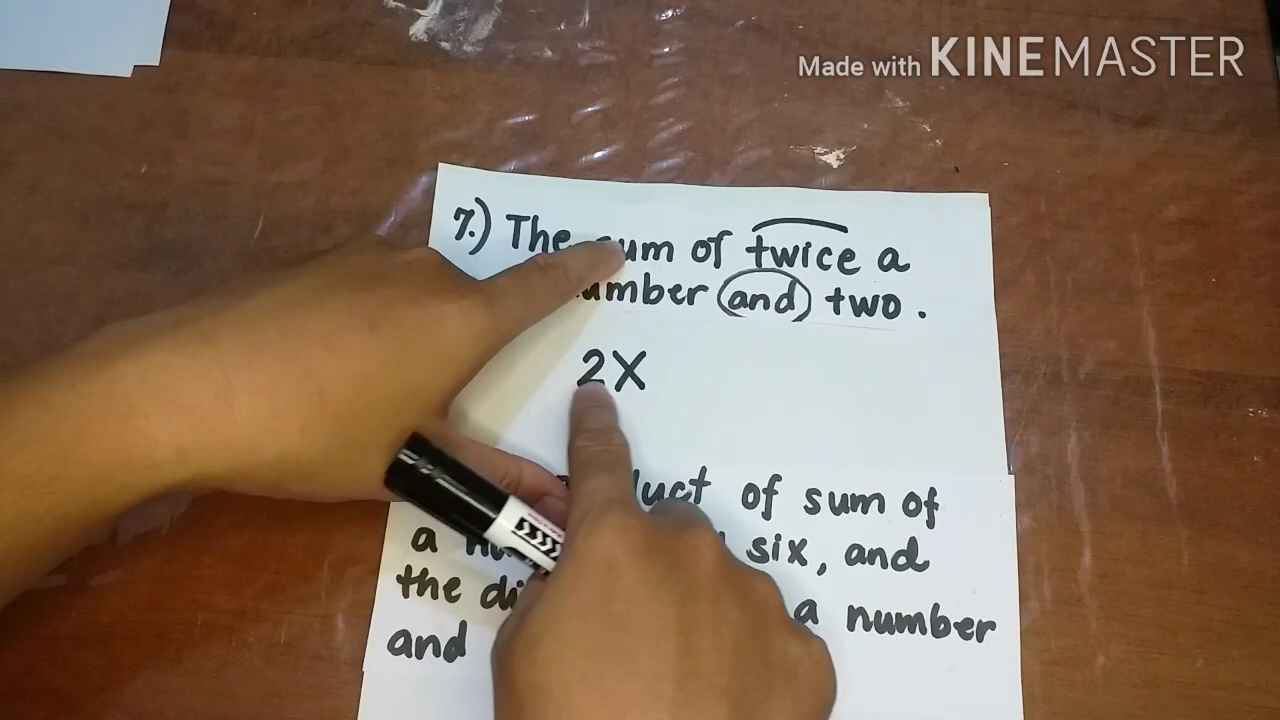 Made with KINEMASTER
7.) The sum of twice a
number and two.
2X
of sum of
a six, and
the a number
and